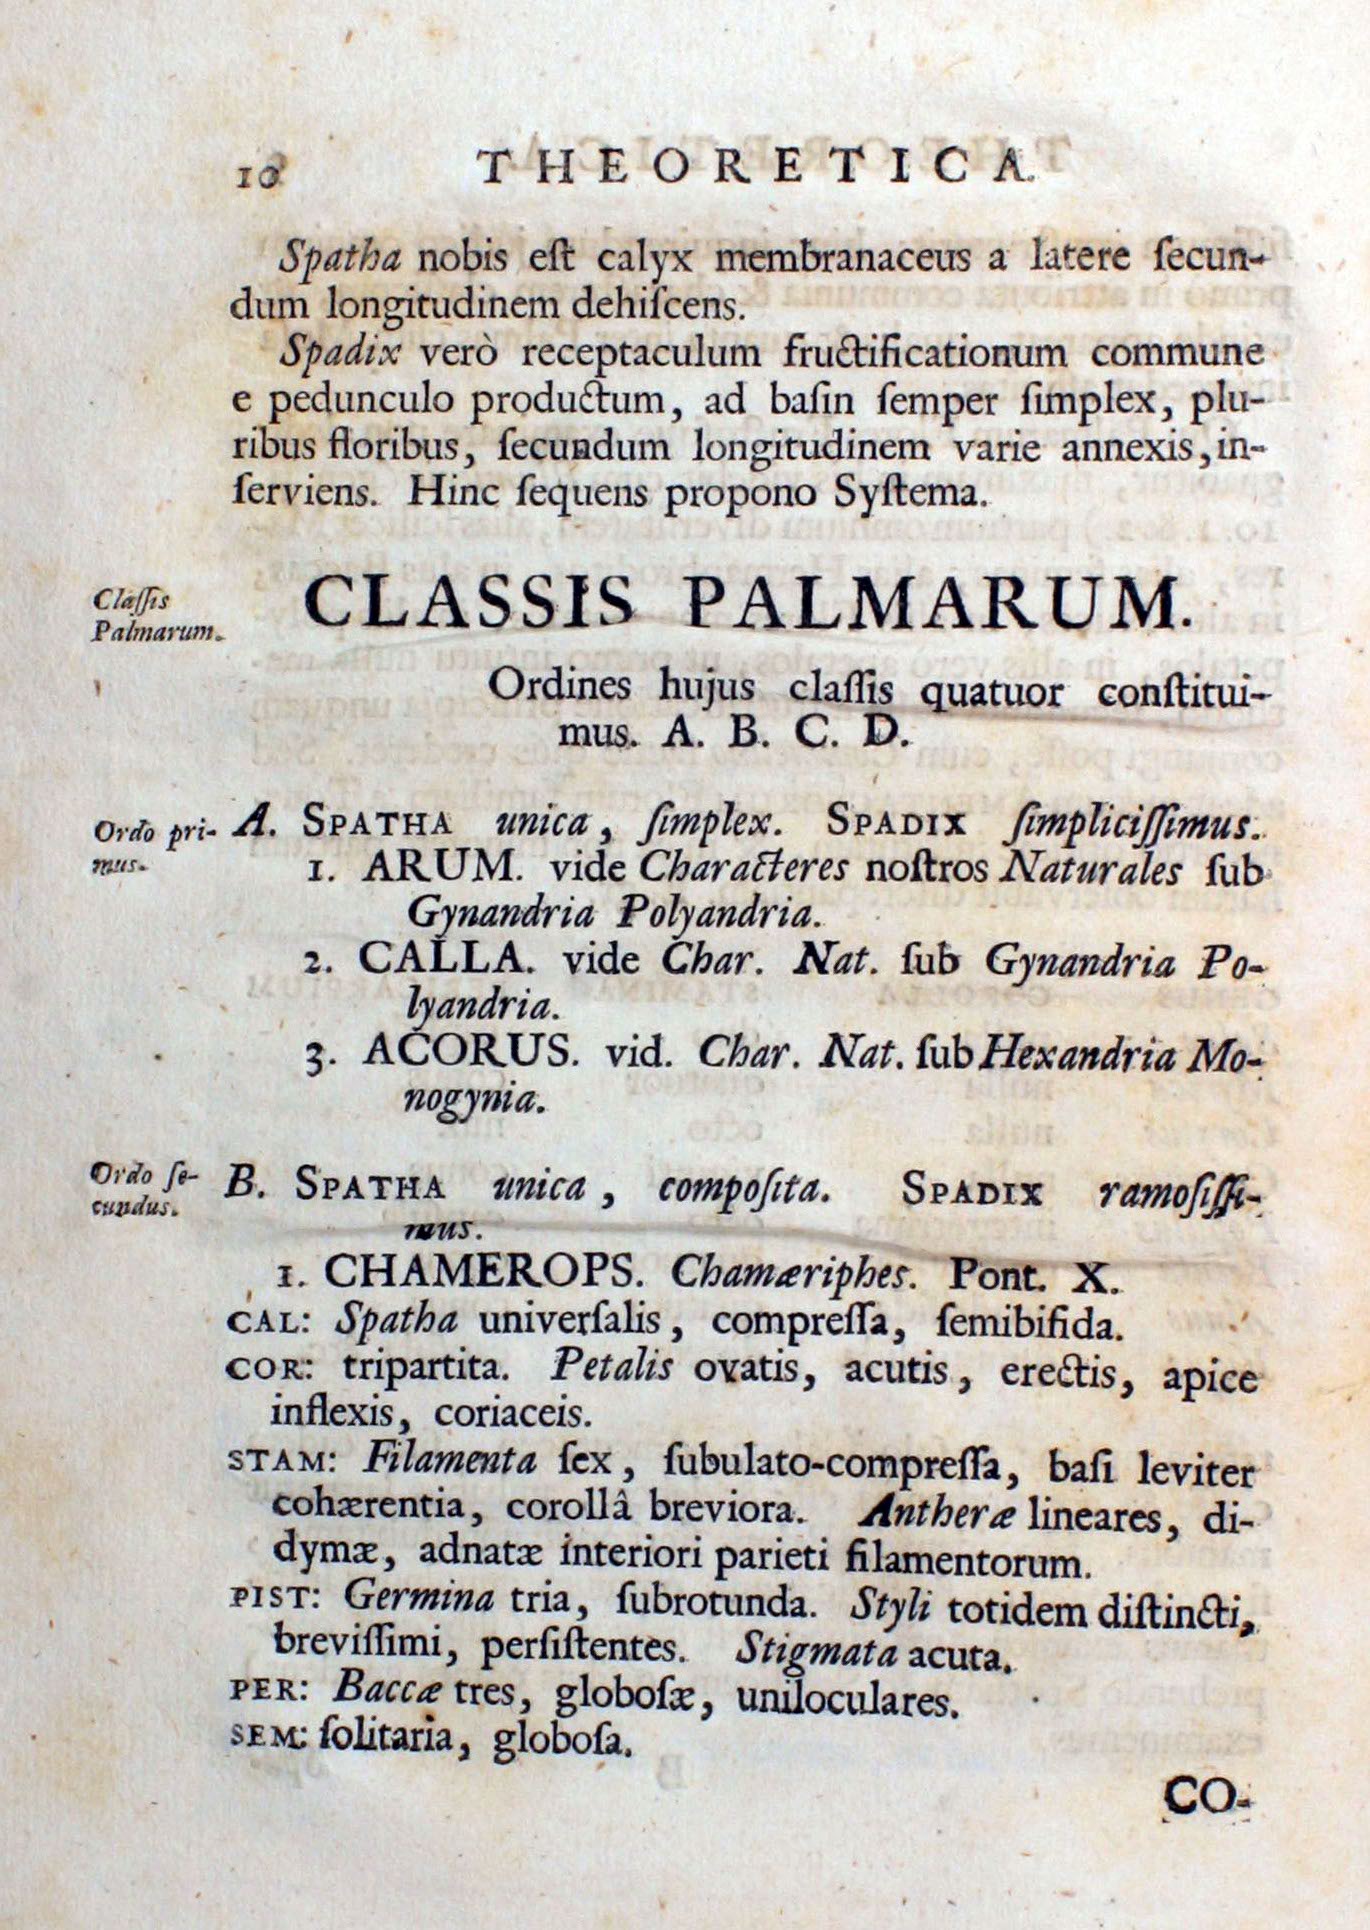 10 THEORETICA.
Spatha nobis eſt calyx membranaceus a latere ſecun-
dum longitudinem dehiſcens.
Spadix verò receptaculum fructificationum commune
e pedunculo productum, ad baſin ſemper ſimplex, plu-
ribus floribus, ſecundum longitudinem varie annexis, in-
ſerviens. Hinc ſequens propono Syſtema.
Claſſis
Palmarum.
CLASSIS PALMARUM.
Ordines hujus claſſis quatuor conſtitui-
mus. A. B. C. D.
Ordo pri-
mus.
A. SPATHA unica, ſimplex. SPADIX ſimpliciſſimus.
1. ARUM. vide Characteres noſtros Naturales ſub
Gynandria Polyandria.
2. CALLA. vide Char. Nat. ſub Gynandria Po-
lyandria.
3. ACORUS. vid. Char. Nat. ſub Hexandria Mo-
nogynia.
Ordo ſe-
cundus.
B. SPATHA unica, compoſita. SPADIX ramoſiſſi-
mus.
1. CHAMEROPS. Chamæriphes. Pont. X.
CAL: Spatha univerſalis, compreſſa, ſemibifida.
COR: tripartita. Petalis ovatis, acutis, erectis, apice
inflexis, coriaceis.
STAM: Filamenta ſex, ſubulato-compreſſa, baſi leviter
cohærentia, corollâ breviora. Antheræ lineares, di-
dymæ, adnatæ interiori parieti filamentorum.
PIST: Germina tria, ſubrotunda. Styli totidem diſtincti,
breviſſimi, perſiſtentes. Stigmata acuta.
PER: Baccæ tres, globoſæ, uniloculares.
SEM: ſolitaria, globoſa.
CO-